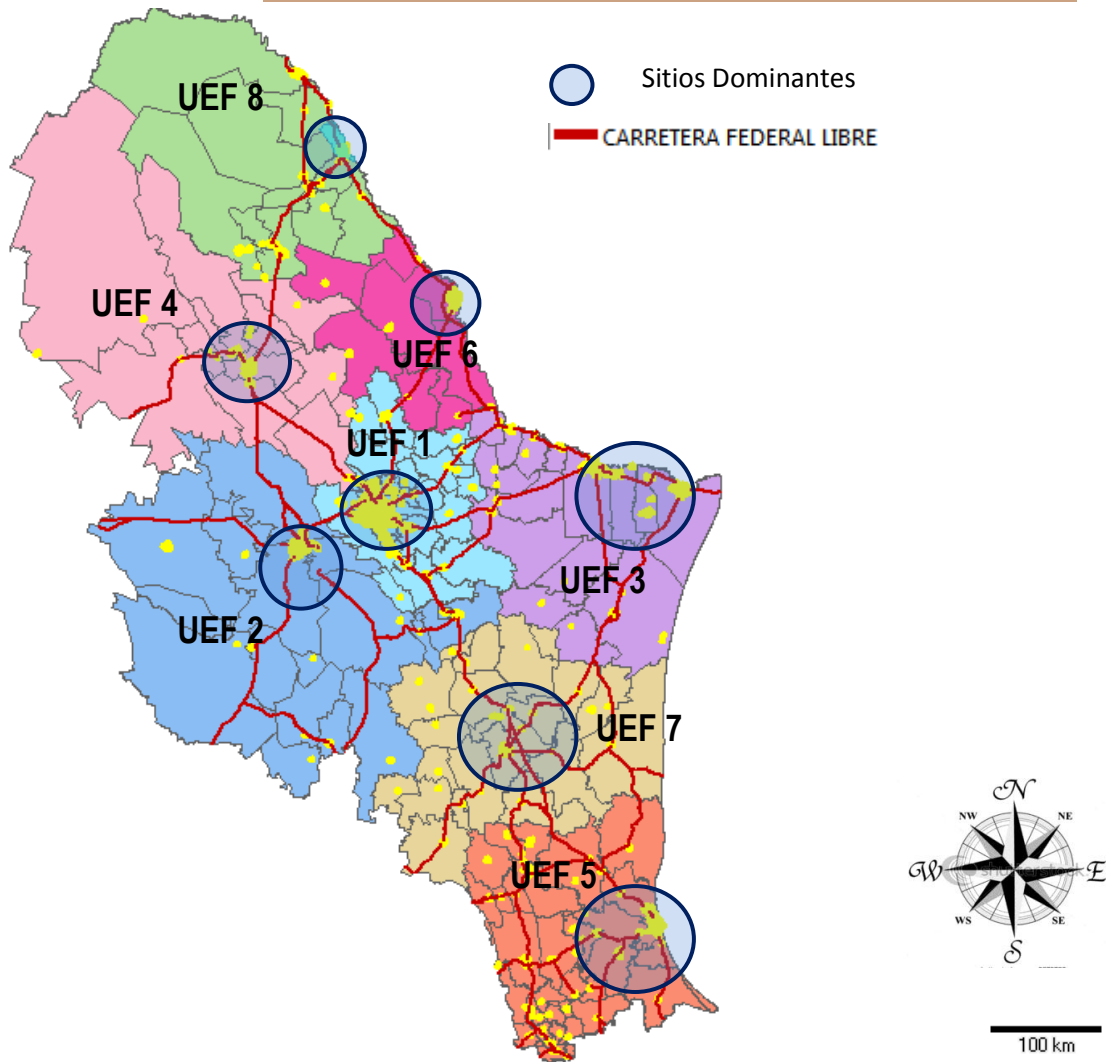 Sitios Dominantes
CARRETERA FEDERAL LIBRE
UEF 8
UEF 4
UEF 6
UEF 1
UEF 3
UEF 2
UEF 7
UEF 5
N
NW
NE
W
E
WS
SE
S
100 km